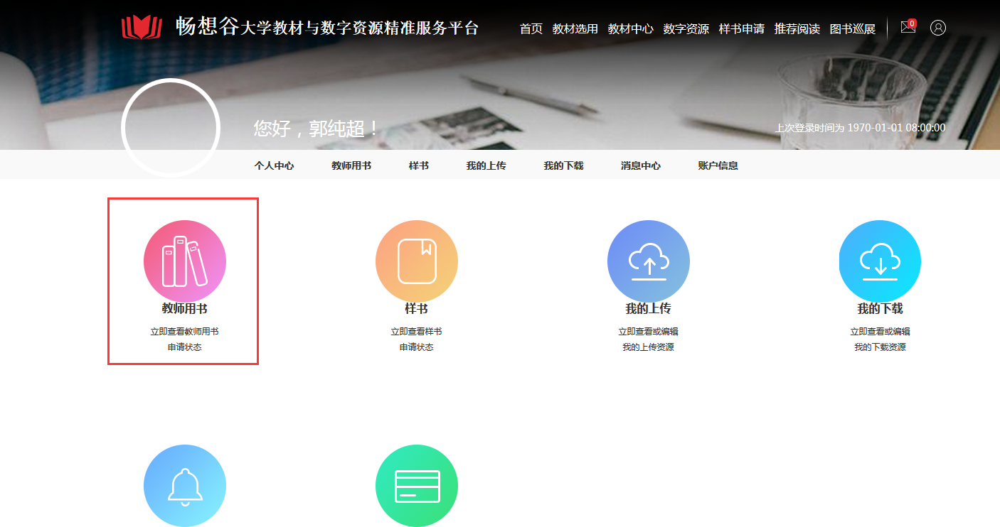 畅想谷大学教材与数字资源精准服务平台
首页 教材选用 教材中心 数字资源 样书申请 推荐阅读 图书巡展
0
您好，郭纯超！
上次登录时间为 1970-01-01 08:00:00
个人中心 教师用书 样书 我的上传 我的下载 消息中心 账户信息
教师用书
立即查看教师用书
申请状态
样书
立即查看样书
申请状态
我的上传
立即查看或编辑
我的上传资源
我的下载
立即查看或编辑
我的下载资源